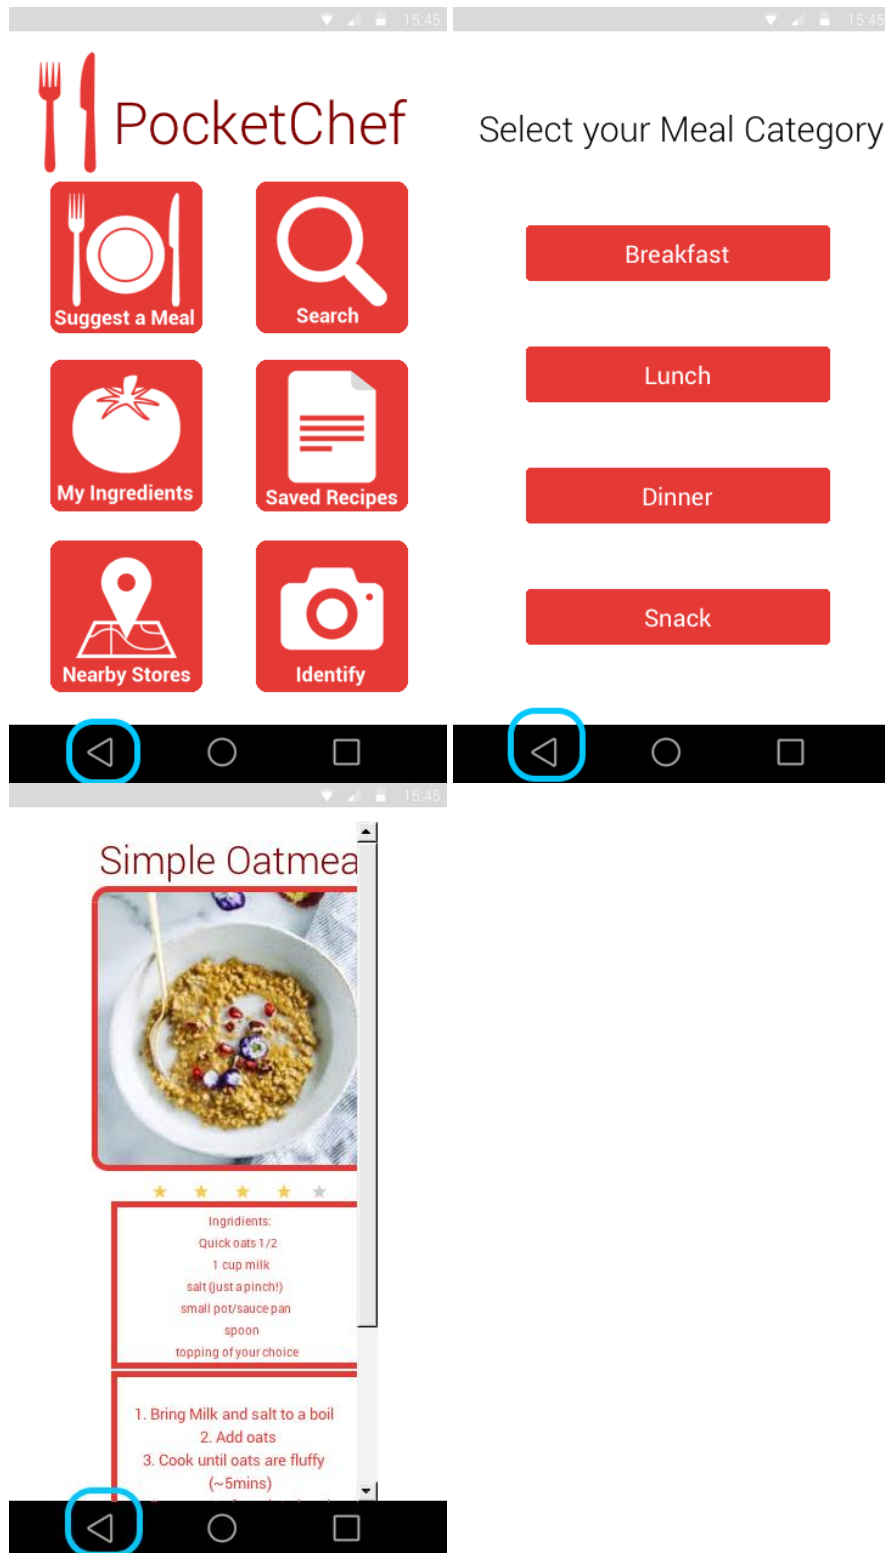 15:45
PocketChef
Suggest a Meal
Search
My Ingredients
Saved Recipes
Nearby Stores
Identify
15:45
Select your Meal Category
Breakfast
Lunch
Dinner
Snack
15:45
Simple Oatmea
Ingridients:
Quick oats 1/2
1 cup milk
salt (just a pinch!)
small pot/sauce pan
spoon
topping of your choice
1. Bring Milk and salt to a boil
2. Add oats
3. Cook until oats are fluffy
(~5mins)